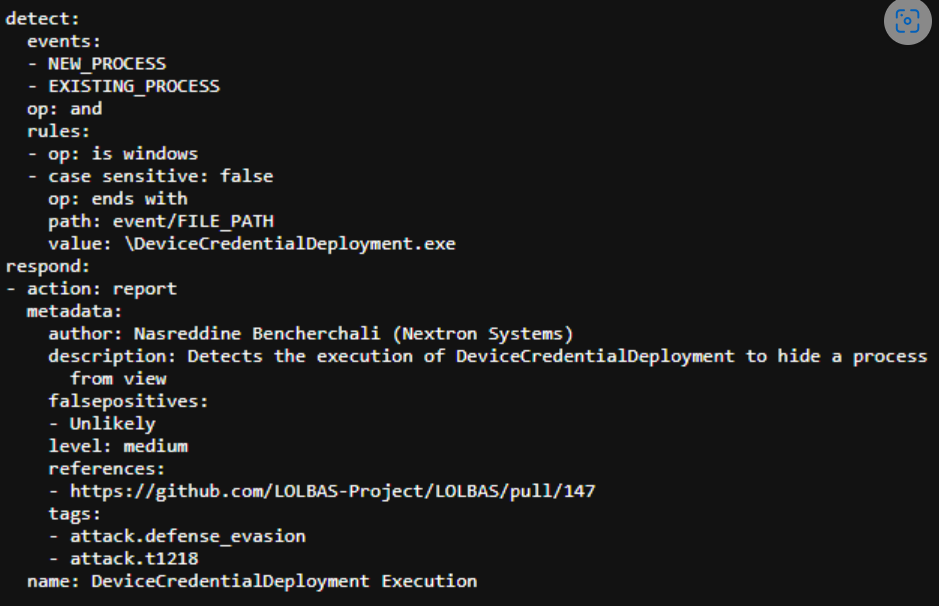 detect:
  events:
  - NEW_PROCESS
  - EXISTING_PROCESS
  op: and
  rules:
  - op: is windows
  - case sensitive: false
    op: ends with
    path: event/FILE_PATH
    value: \DeviceCredentialDeployment.exe
respond:
- action: report
  metadata:
    author: Nasreddine Bencherchali (Nextron Systems)
    description: Detects the execution of DeviceCredentialDeployment to hide a process
      from view
    falsepositives:
    - Unlikely
    level: medium
    references:
    - https://github.com/LOLBAS-Project/LOLBAS/pull/147
    tags:
    - attack.defense_evasion
    - attack.t1218
  name: DeviceCredentialDeployment Execution